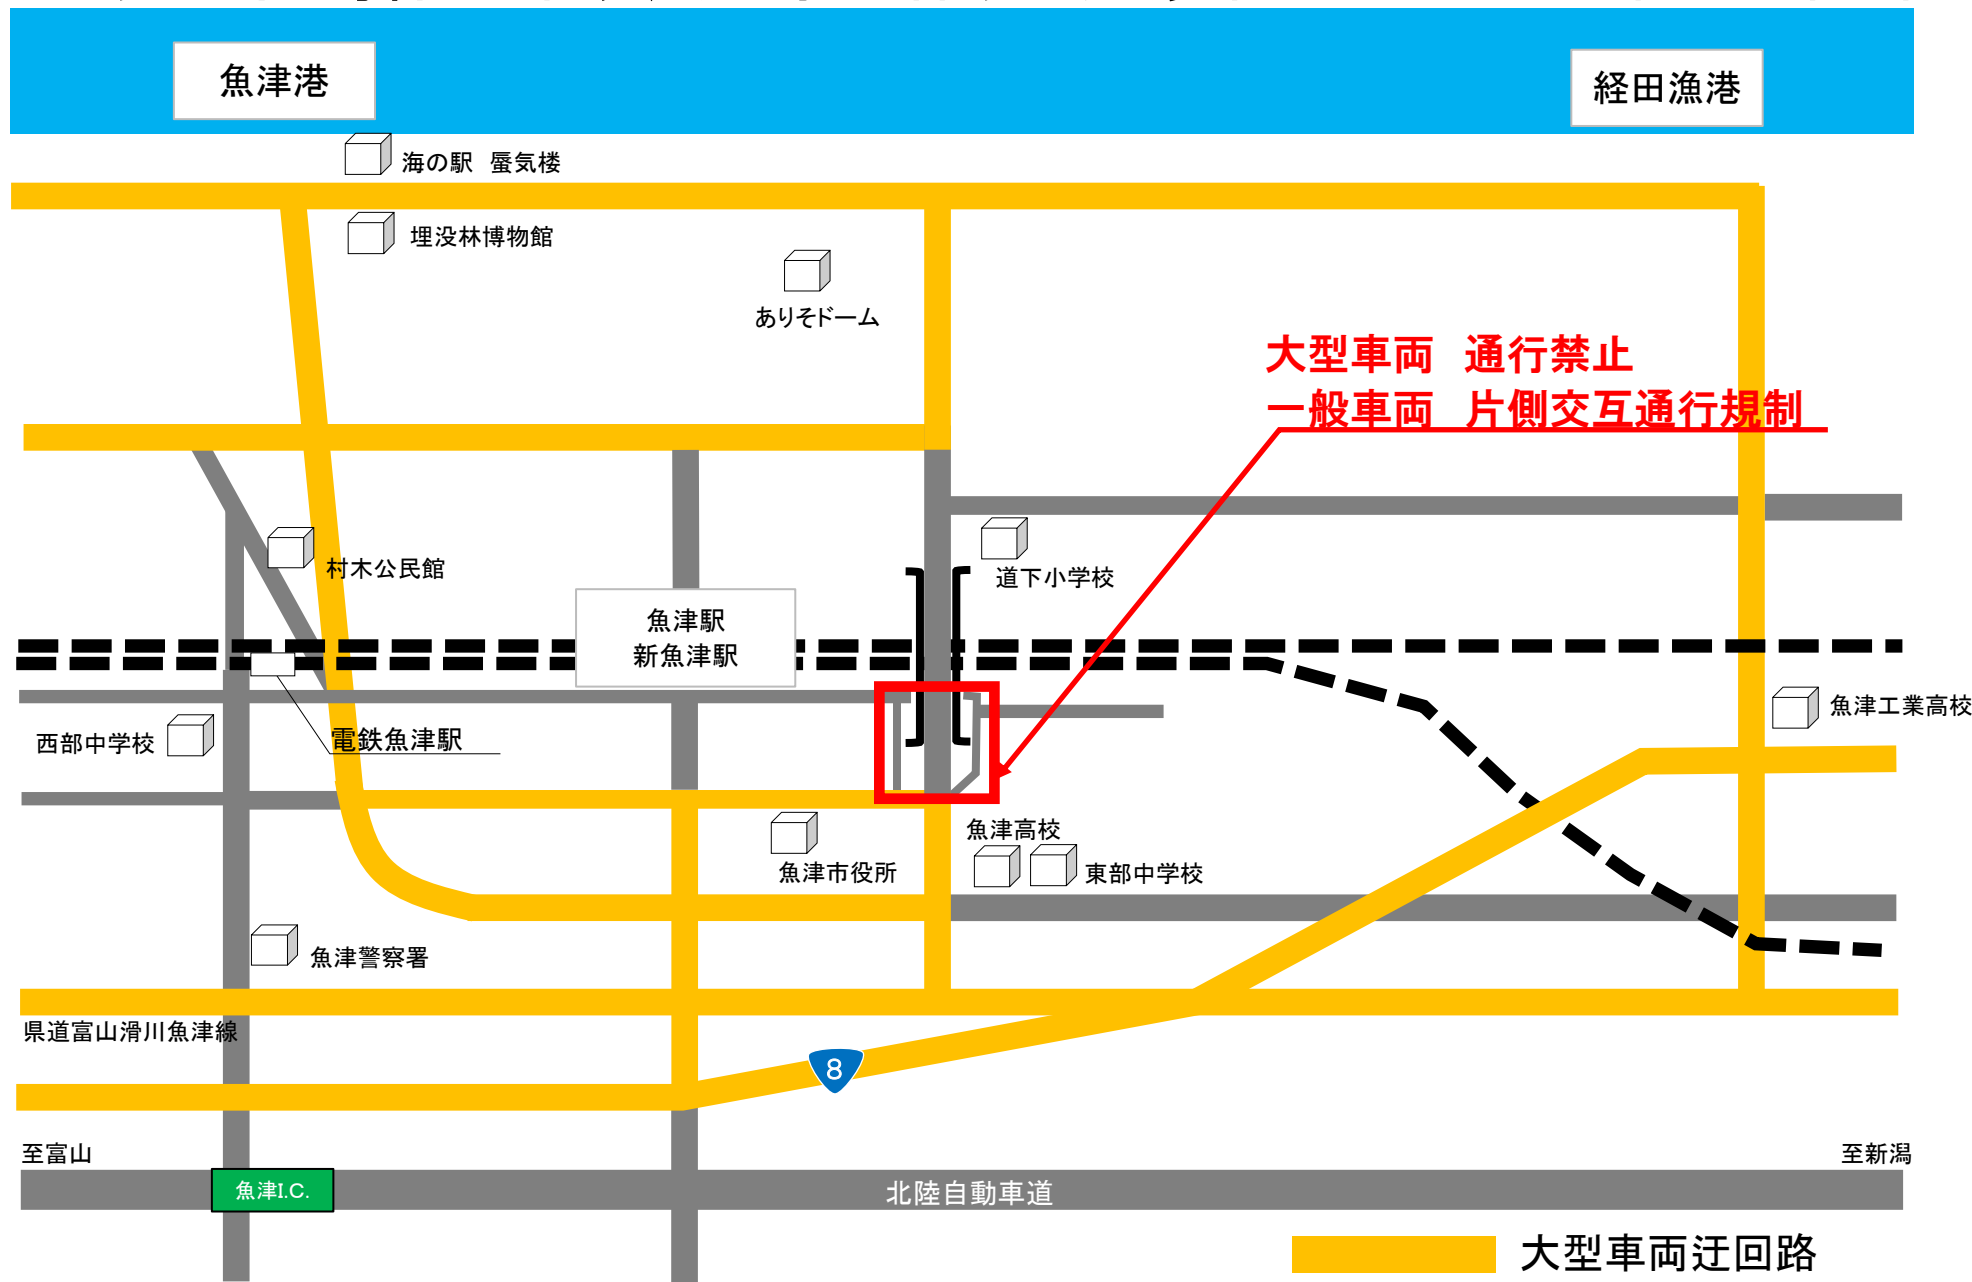 魚津港
経田漁港
海の駅　蜃気楼
埋没林博物館
ありそドーム
大型車両　通行禁止
一般車両　片側交互通行規制
村木公民館
道下小学校
魚津駅
新魚津駅
魚津工業高校
西部中学校
電鉄魚津駅
魚津高校
魚津市役所
東部中学校
魚津警察署
県道富山滑川魚津線
8
至富山
至新潟
魚津I.C.
北陸自動車道
大型車両迂回路